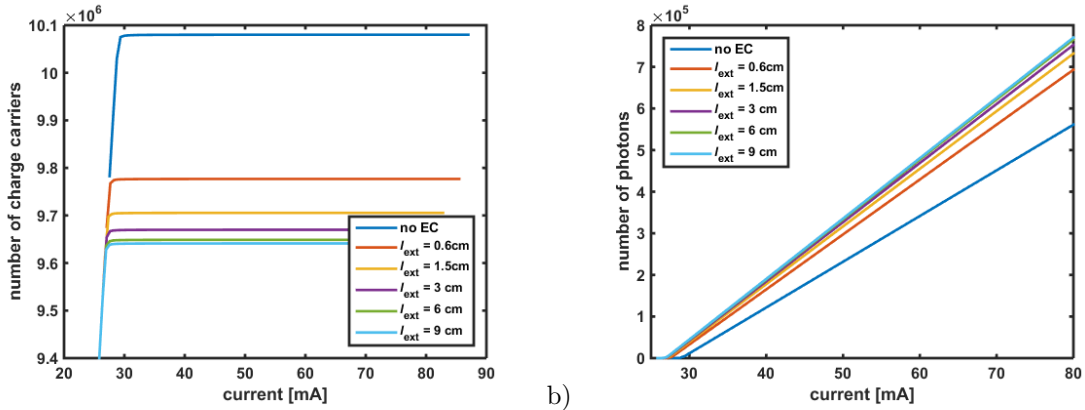 ×10⁶
10.1
10
9.9
9.8
9.7
9.6
9.5
9.4
20 30 40 50 60 70 80 90
number of charge carriers
current [mA]
no EC
l_ext = 0.6cm
l_ext = 1.5cm
l_ext = 3 cm
l_ext = 6 cm
l_ext = 9 cm
b)
×10⁵
8
7
6
5
4
3
2
1
0
30 40 50 60 70 80
number of photons
current [mA]
no EC
l_ext = 0.6cm
l_ext = 1.5cm
l_ext = 3 cm
l_ext = 6 cm
l_ext = 9 cm